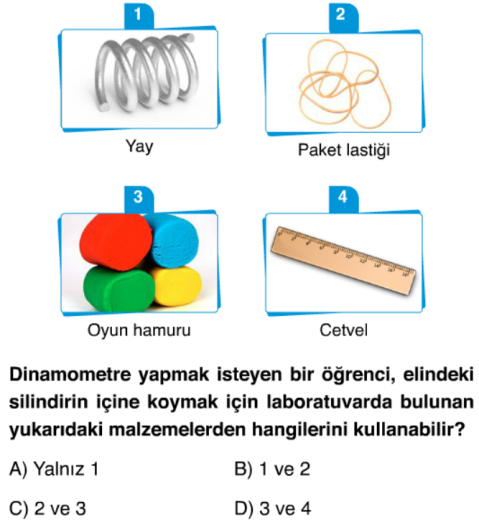 1
2
Yay
Paket lastiği
3
4
Oyun hamuru
Cetvel
Dinamometre yapmak isteyen bir öğrenci, elindeki
silindirin içine koymak için laboratuvarda bulunan
yukarıdaki malzemelerden hangilerini kullanabilir?
A) Yalnız 1
B) 1 ve 2
C) 2 ve 3
D) 3 ve 4